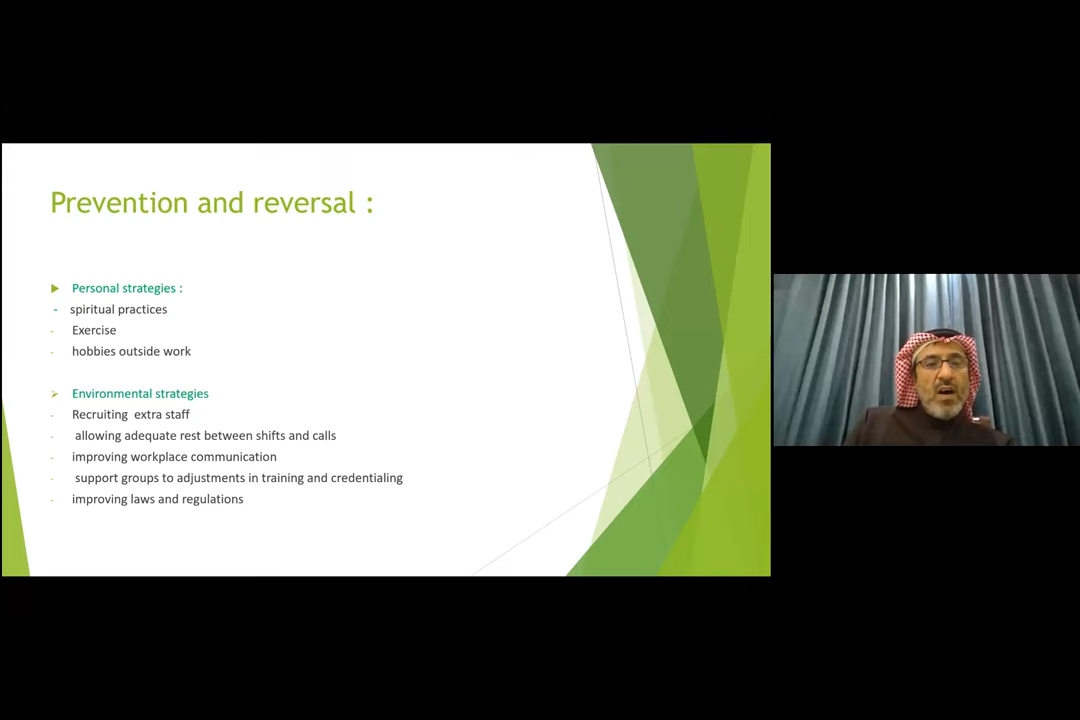 Prevention and reversal :
Personal strategies :
- spiritual practices
- Exercise
- hobbies outside work
Environmental strategies
- Recruiting extra staff
- allowing adequate rest between shifts and calls
- improving workplace communication
- support groups to adjustments in training and credentialing
- improving laws and regulations